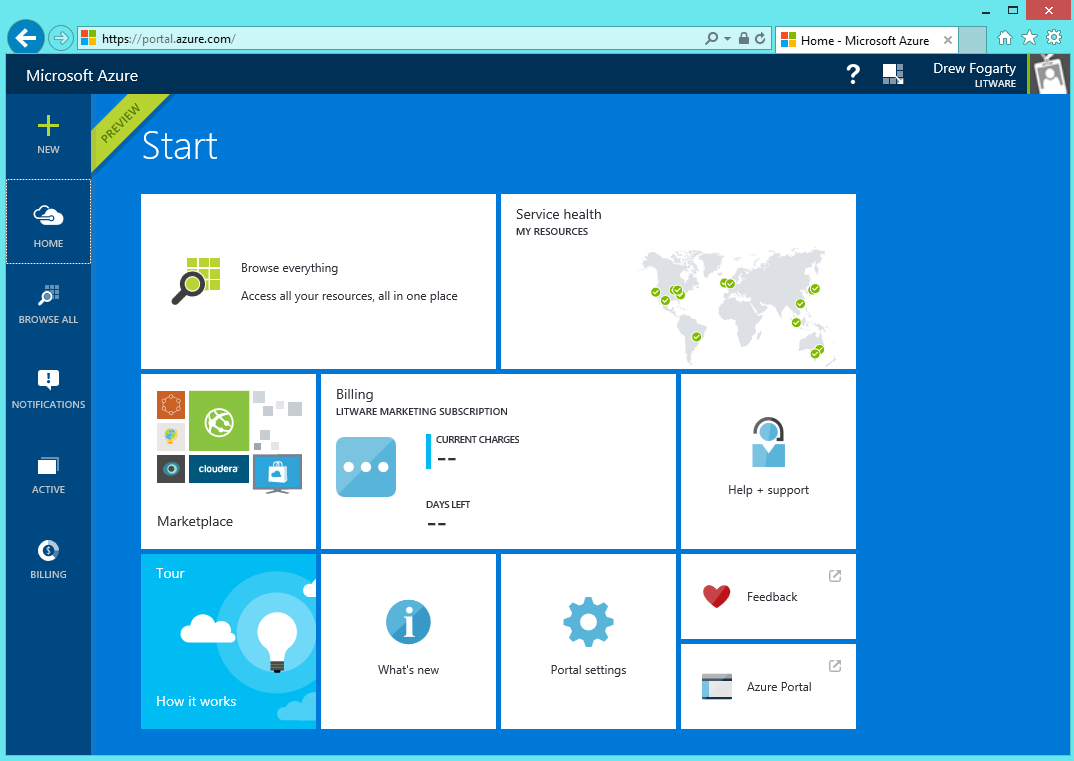 https://portal.azure.com/
Home - Microsoft Azure
Microsoft Azure
?
Drew Fogarty
LITWARE
NEW
HOME
BROWSE ALL
NOTIFICATIONS
ACTIVE
BILLING
PREVIEW
Start
Browse everything
Access all your resources, all in one place
Service health
MY RESOURCES
cloudera
Marketplace
Billing
LITWARE MARKETING SUBSCRIPTION
CURRENT CHARGES
--
DAYS LEFT
--
Help + support
Tour
How it works
What's new
Portal settings
Feedback
Azure Portal